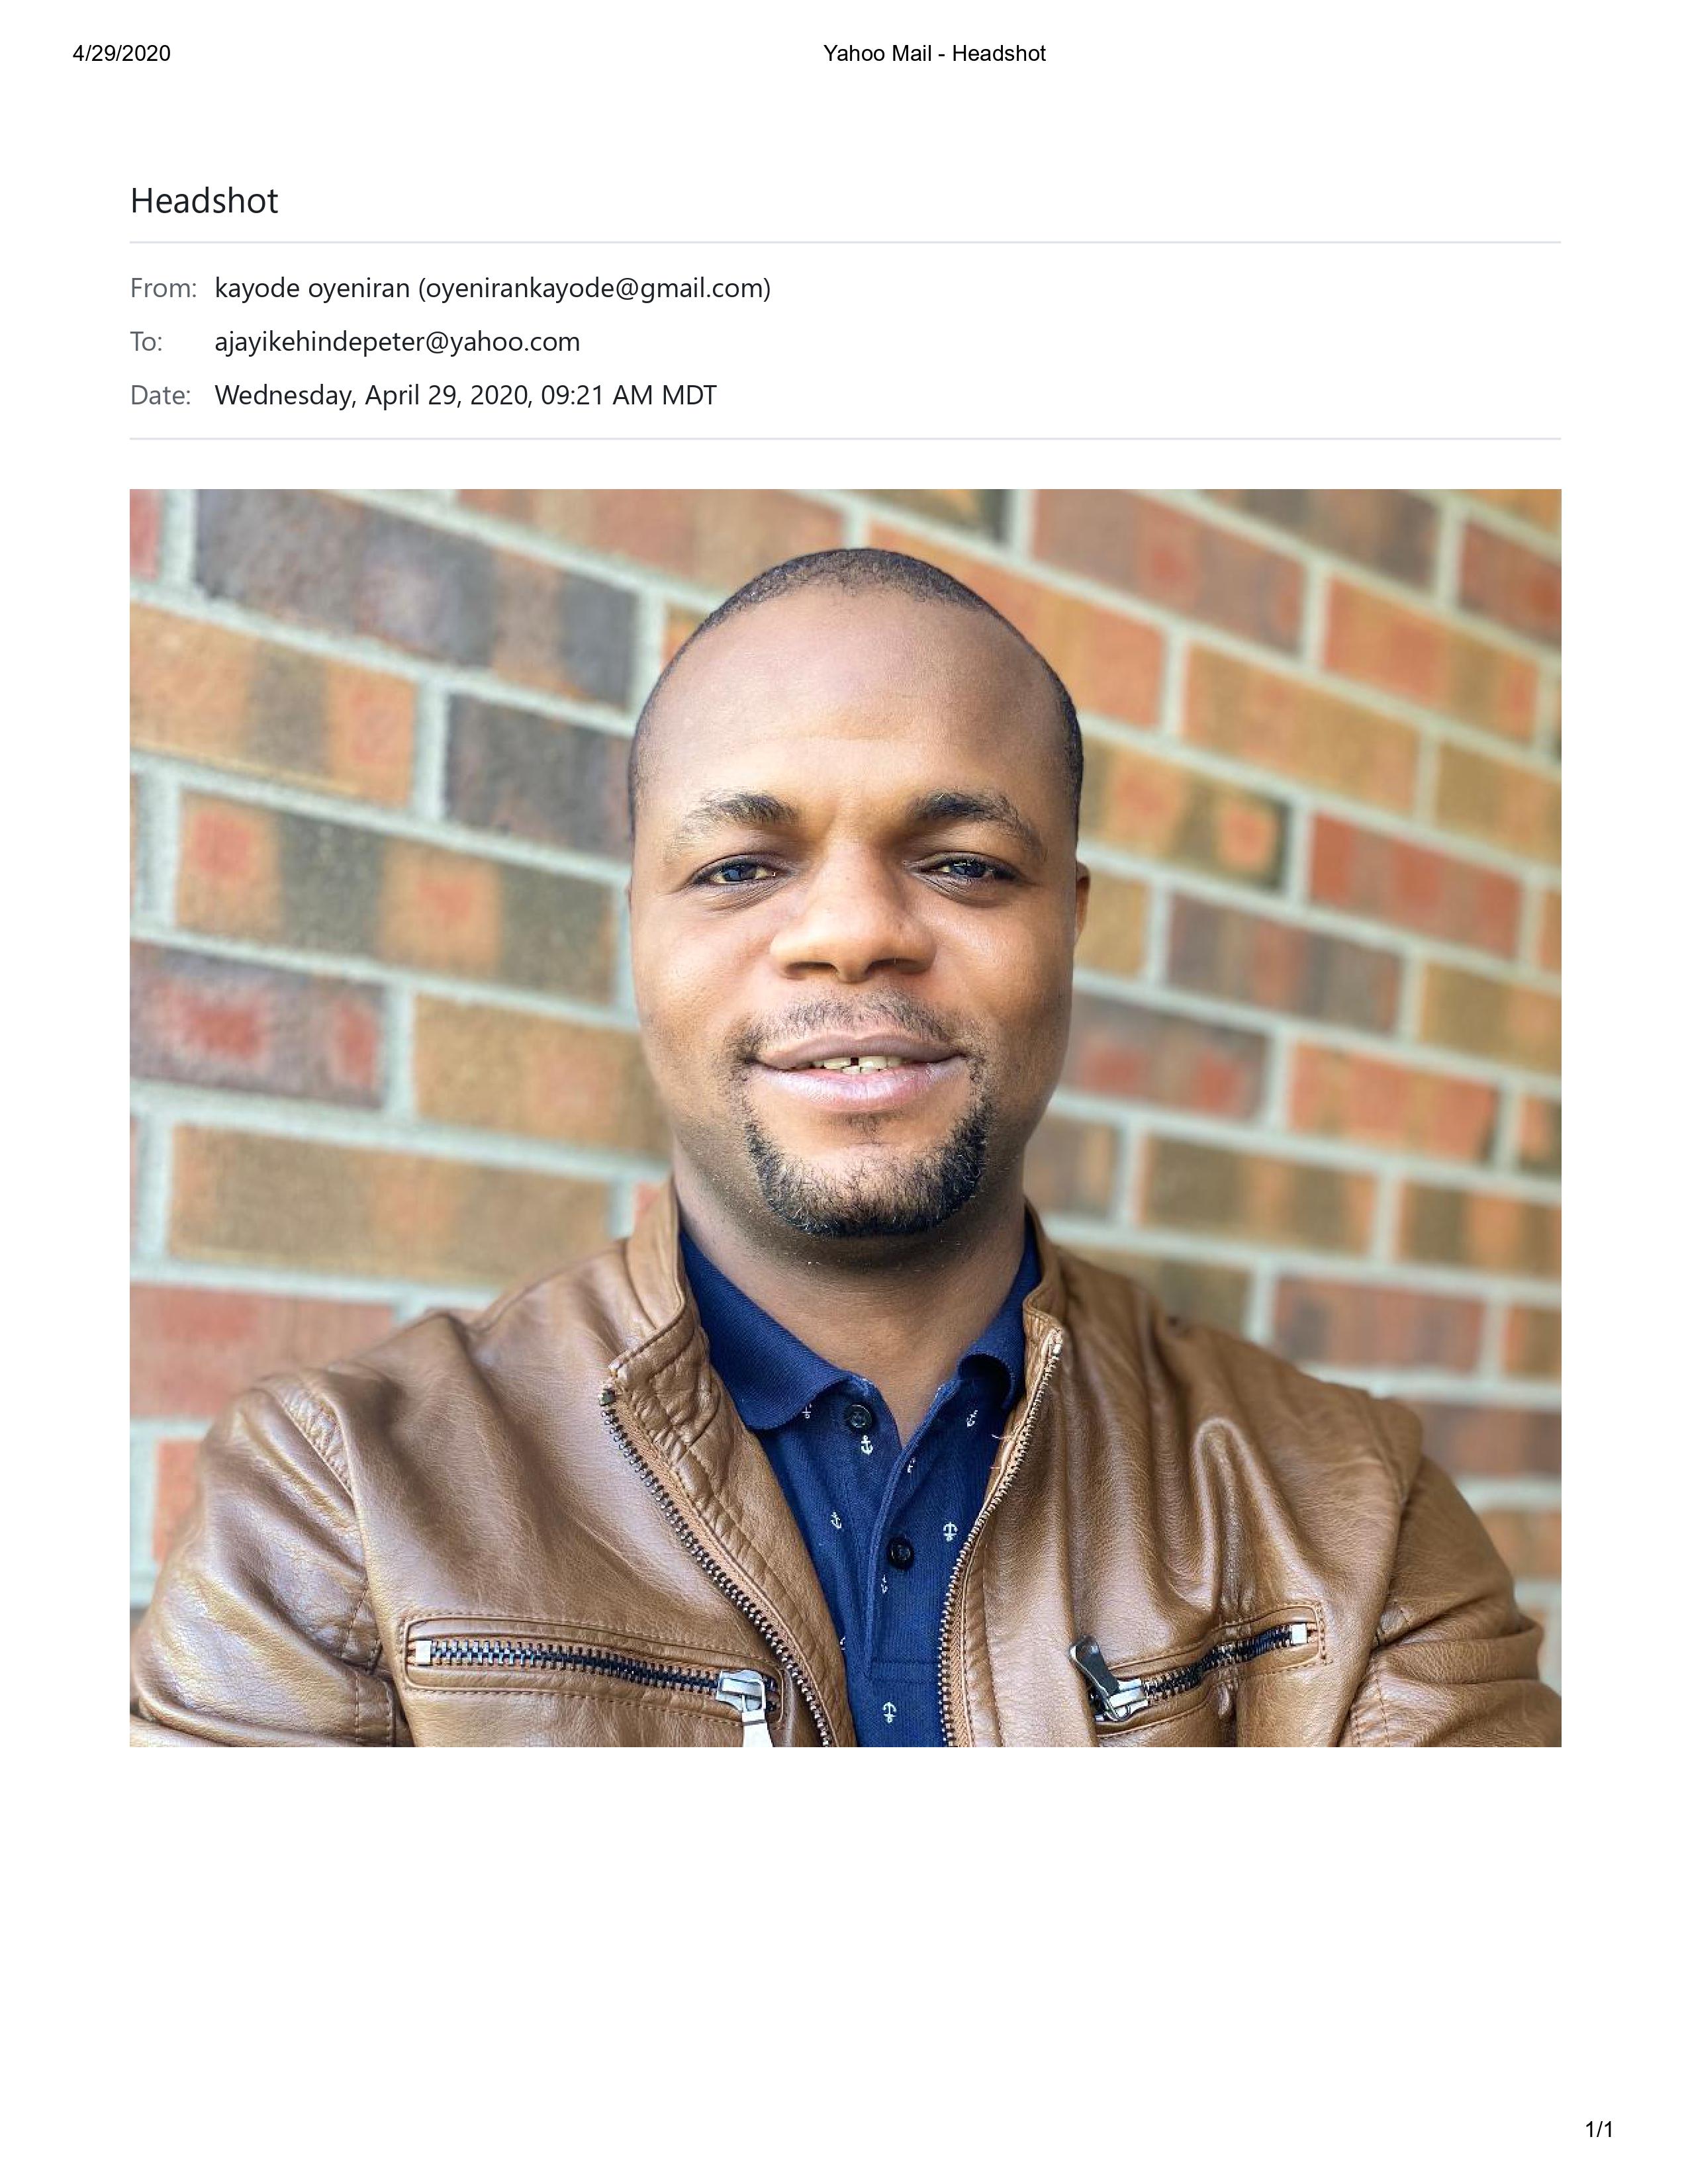 4/29/2020 Yahoo Mail - Headshot
Headshot
From: kayode oyeniran (oyenirankayode@gmail.com)
To: ajayikehindepeter@yahoo.com
Date: Wednesday, April 29, 2020, 09:21 AM MDT
1/1